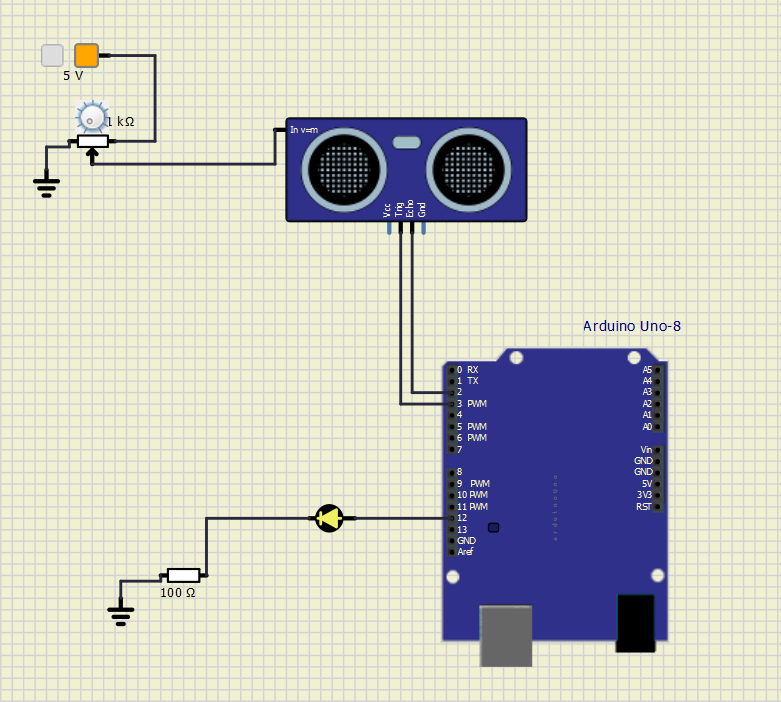 5 V
1 kΩ
In v=m
Vcc
Trig
Echo
Gnd
Arduino Uno-8
0 RX
1 TX
2
3 PWM
4
5 PWM
6 PWM
7
8
9 PWM
10 PWM
11 PWM
12
13
GND
Aref
A5
A4
A3
A2
A1
A0
Vin
GND
GND
5V
3V3
RST
arduinouno
100 Ω